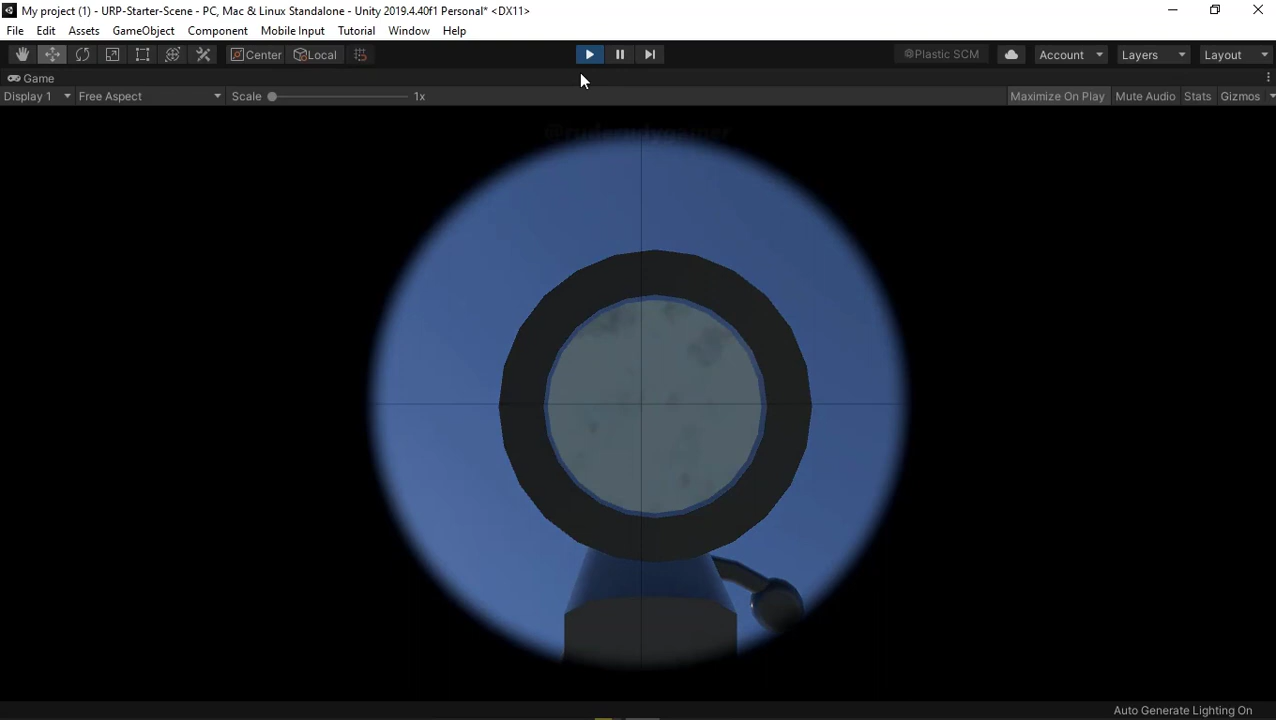 My project (1) - URP-Starter-Scene - PC, Mac & Linux Standalone - Unity 2019.4.40f1 Personal* <DX11>
File Edit Assets GameObject Component Mobile Input Tutorial Window Help
Center Local Plastic SCM Account Layers Layout
Game
Display 1 Free Aspect Scale 1x Maximize On Play Mute Audio Stats Gizmos
Auto Generate Lighting On